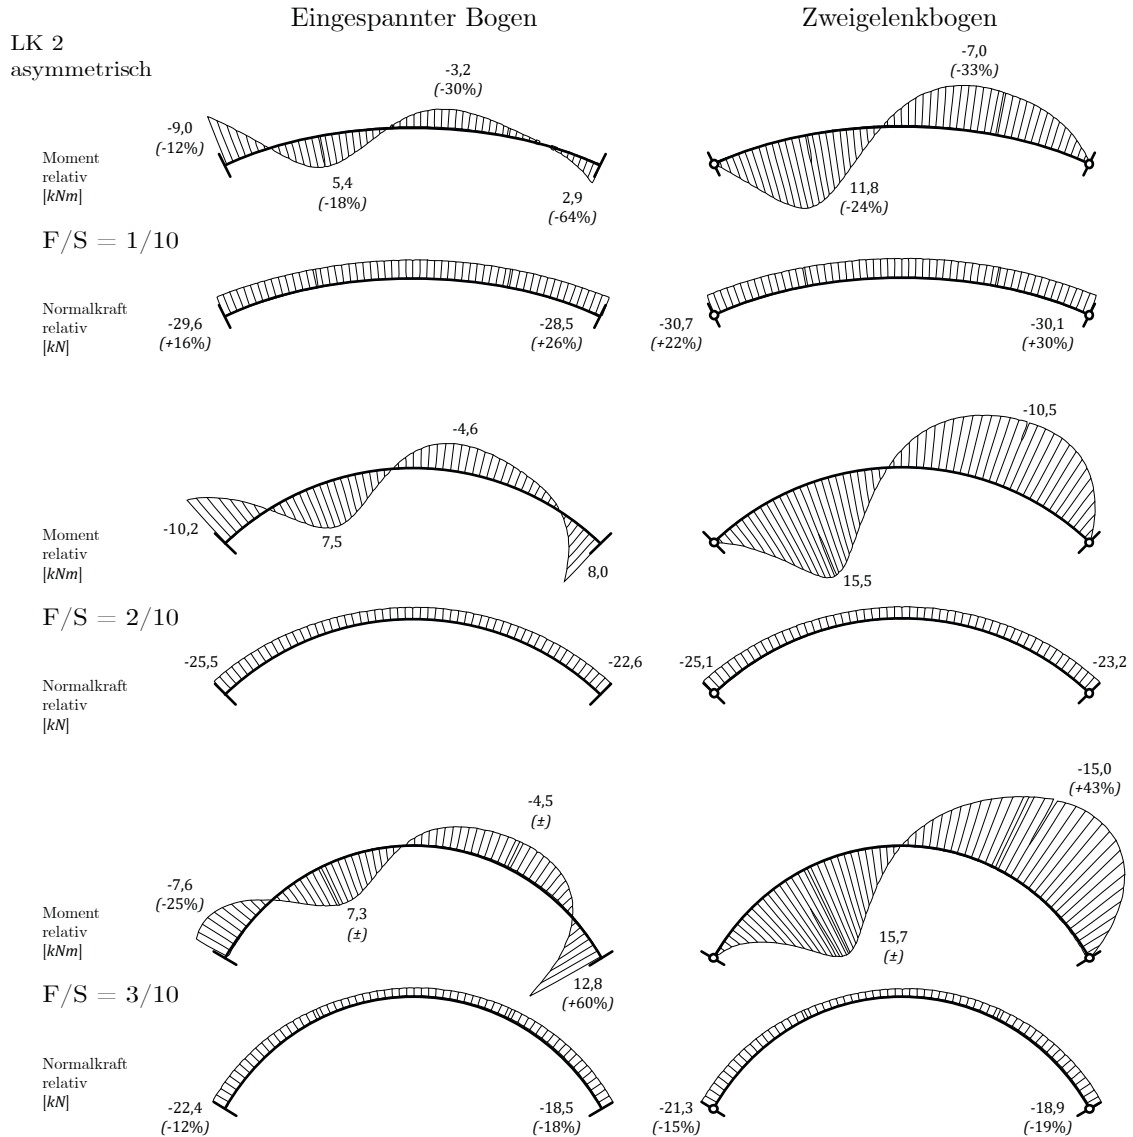 Eingespannter Bogen
Zweigelenkbogen
LK 2
asymmetrisch
-9,0
(-12%)
-3,2
(-30%)
5,4
(-18%)
2,9
(-64%)
-7,0
(-33%)
11,8
(-24%)
Moment
relativ
[kNm]
F/S = 1/10
Normalkraft
relativ
[kN]
-29,6
(+16%)
-28,5
(+26%)
-30,7
(+22%)
-30,1
(+30%)
-10,2
-4,6
7,5
8,0
-10,5
15,5
Moment
relativ
[kNm]
F/S = 2/10
Normalkraft
relativ
[kN]
-25,5
-22,6
-25,1
-23,2
-7,6
(-25%)
-4,5
(±)
7,3
(±)
12,8
(+60%)
-15,0
(+43%)
15,7
(±)
Moment
relativ
[kNm]
F/S = 3/10
Normalkraft
relativ
[kN]
-22,4
(-12%)
-18,5
(-18%)
-21,3
(-15%)
-18,9
(-19%)